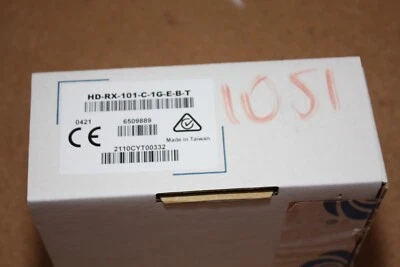 HD-RX-101-C-1G-E-B-T
0421 6509889
CE
Made in Taiwan
2110CYT00332
1051